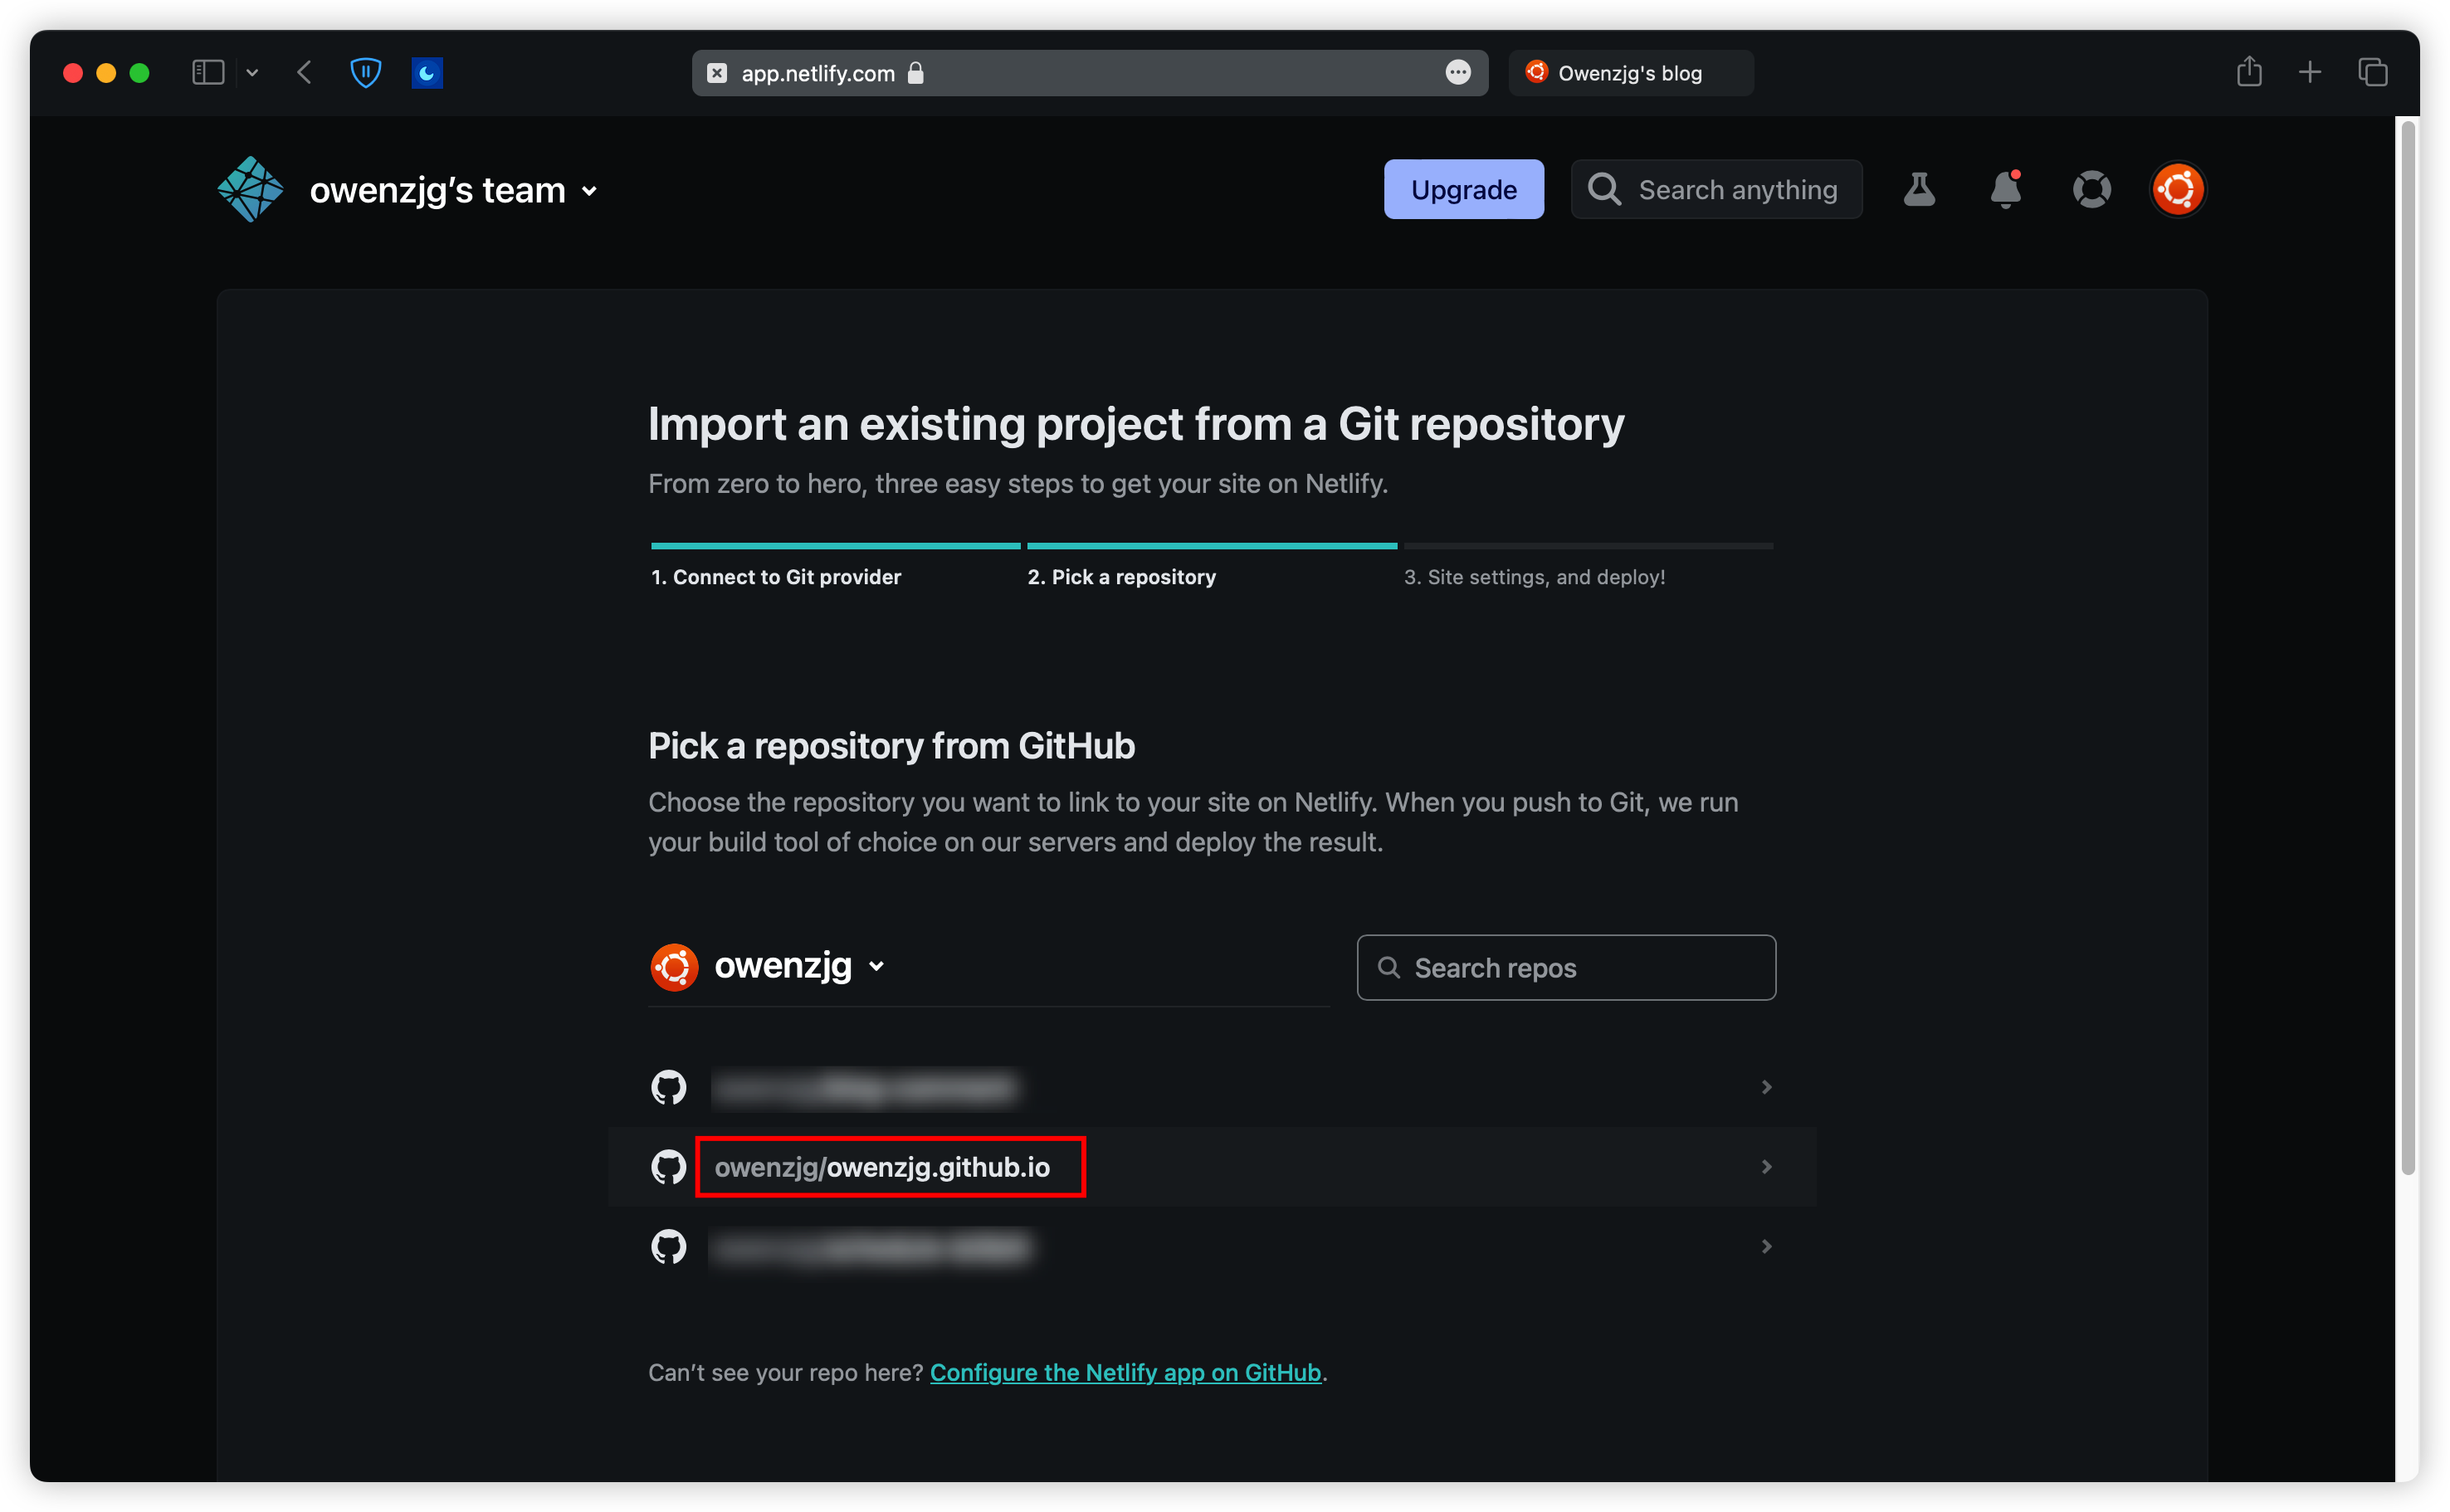 app.netlify.com
Owenzjg's blog
owenzjg’s team
Upgrade
Search anything
Import an existing project from a Git repository
From zero to hero, three easy steps to get your site on Netlify.
1. Connect to Git provider
2. Pick a repository
3. Site settings, and deploy!
Pick a repository from GitHub
Choose the repository you want to link to your site on Netlify. When you push to Git, we run
your build tool of choice on our servers and deploy the result.
owenzjg
Search repos
owenzjg/owenzjg.github.io
Can’t see your repo here? Configure the Netlify app on GitHub.